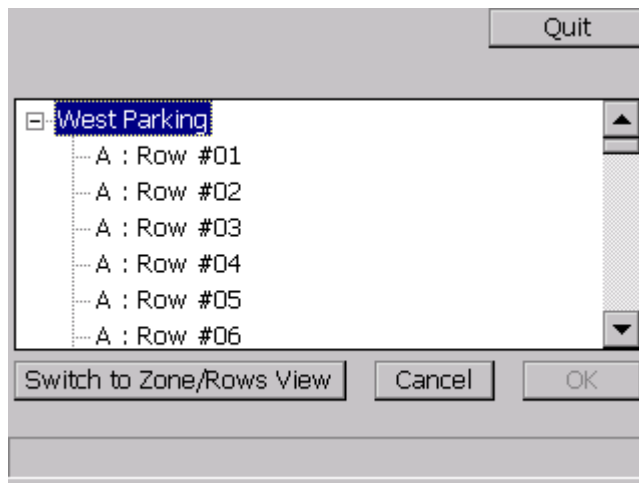 Quit
West Parking
A : Row #01
A : Row #02
A : Row #03
A : Row #04
A : Row #05
A : Row #06
Switch to Zone/Rows View Cancel OK